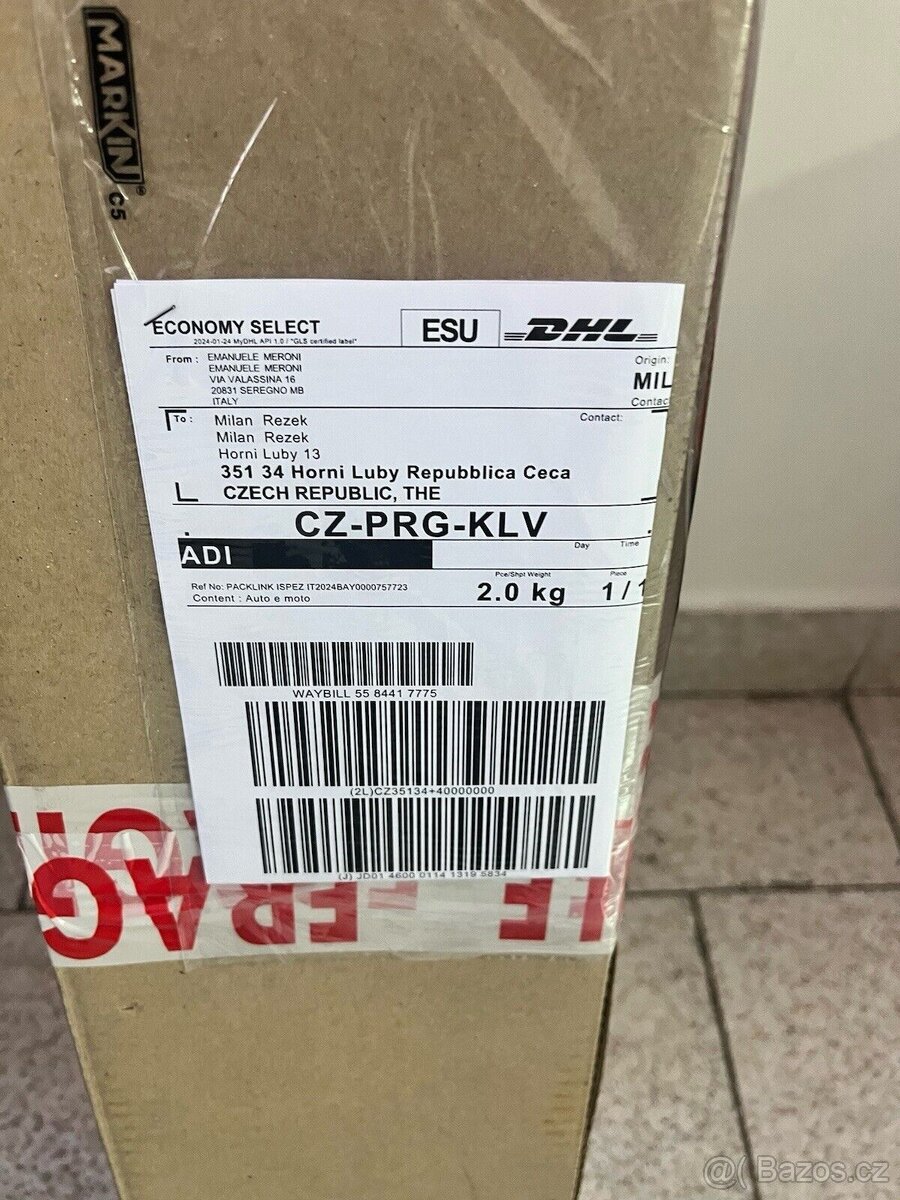 MARKIN®
C5
ECONOMY SELECT
2024-01-24 MyDHL API 1.0 / "GLS certified label"
ESU
DHL
From :
EMANUELE MERONI
EMANUELE MERONI
VIA VALASSINA 16
20831 SEREGNO MB
ITALY
Origin:
MIL
Contac
To :
Milan Rezek
Milan Rezek
Horni Luby 13
351 34 Horni Luby Repubblica Ceca
CZECH REPUBLIC, THE
Contact:
CZ-PRG-KLV
ADI
Day Time
Ref No: PACKLINK ISPEZ IT2024BAY0000757723
Content : Auto e moto
Pce/Shpt Weight
2.0 kg
Piece
1 / 1
WAYBILL 55 8441 7775
(2L)CZ35134+40000000
(J) JD01 4600 0114 1319 5834
FRAG
FRAG
LE
@( Bazos.cz